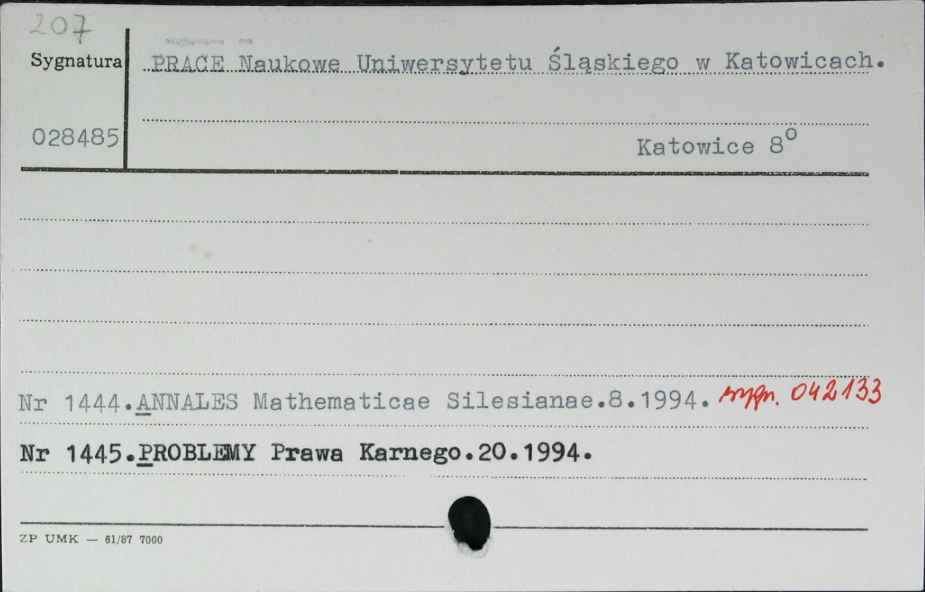 207
Sygnatura PRACE Naukowe Uniwersytetu Śląskiego w Katowicach.
028485 Katowice 8°
Nr 1444.ANNALES Mathematicae Silesianae.8.1994. sygn. 042133
Nr 1445.PROBLEMY Prawa Karnego.20.1994.
ZP UMK — 61/87 7000